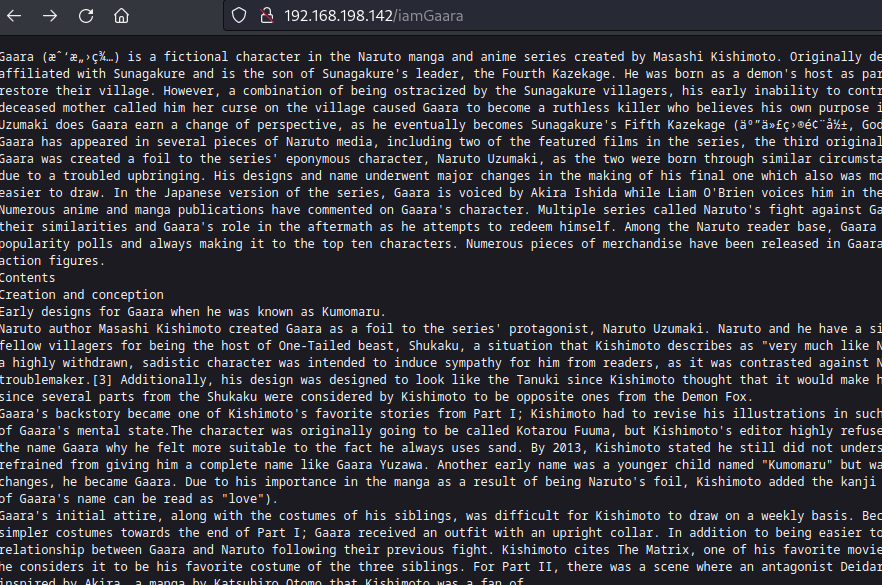 192.168.198.142/iamGaara
Gaara (我愛羅) is a fictional character in the Naruto manga and anime series created by Masashi Kishimoto. Originally de
affiliated with Sunagakure and is the son of Sunagakure's leader, the Fourth Kazekage. He was born as a demon's host as par
restore their village. However, a combination of being ostracized by the Sunagakure villagers, his early inability to contr
deceased mother called him her curse on the village caused Gaara to become a ruthless killer who believes his own purpose i
Uzumaki does Gaara earn a change of perspective, as he eventually becomes Sunagakure's Fifth Kazekage (五代目風影, God
Gaara has appeared in several pieces of Naruto media, including two of the featured films in the series, the third original
Gaara was created a foil to the series' eponymous character, Naruto Uzumaki, as the two were born through similar circumsta
due to a troubled upbringing. His designs and name underwent major changes in the making of his final one which also was mo
easier to draw. In the Japanese version of the series, Gaara is voiced by Akira Ishida while Liam O'Brien voices him in the
Numerous anime and manga publications have commented on Gaara's character. Multiple series called Naruto's fight against Ga
their similarities and Gaara's role in the aftermath as he attempts to redeem himself. Among the Naruto reader base, Gaara
popularity polls and always making it to the top ten characters. Numerous pieces of merchandise have been released in Gaara
action figures.
Contents
Creation and conception
Early designs for Gaara when he was known as Kumomaru.
Naruto author Masashi Kishimoto created Gaara as a foil to the series' protagonist, Naruto Uzumaki. Naruto and he have a si
fellow villagers for being the host of One-Tailed beast, Shukaku, a situation that Kishimoto describes as "very much like N
a highly withdrawn, sadistic character was intended to induce sympathy for him from readers, as it was contrasted against N
troublemaker.[3] Additionally, his design was designed to look like the Tanuki since Kishimoto thought that it would make h
since several parts from the Shukaku were considered by Kishimoto to be opposite ones from the Demon Fox.
Gaara's backstory became one of Kishimoto's favorite stories from Part I; Kishimoto had to revise his illustrations in such
of Gaara's mental state.The character was originally going to be called Kotarou Fuuma, but Kishimoto's editor highly refuse
the name Gaara why he felt more suitable to the fact he always uses sand. By 2013, Kishimoto stated he still did not unders
refrained from giving him a complete name like Gaara Yuzawa. Another early name was a younger child named "Kumomaru" but wa
changes, he became Gaara. Due to his importance in the manga as a result of being Naruto's foil, Kishimoto added the kanji
of Gaara's name can be read as "love").
Gaara's initial attire, along with the costumes of his siblings, was difficult for Kishimoto to draw on a weekly basis. Bec
simpler costumes towards the end of Part I; Gaara received an outfit with an upright collar. In addition to being easier to
relationship between Gaara and Naruto following their previous fight. Kishimoto cites The Matrix, one of his favorite movie
he considers it to be his favorite costume of the three siblings. For Part II, there was a scene where an antagonist Deidar
inspired by Akira, a manga by Katsuhiro Otomo that Kishimoto was a fan of.